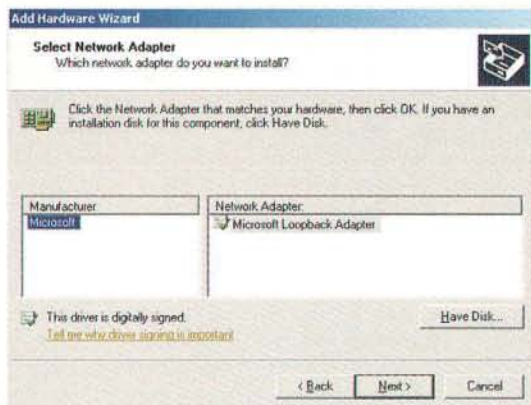 Add Hardware Wizard
Select Network Adapter
Which network adapter do you want to install?
Click the Network Adapter that matches your hardware, then click OK. If you have an
installation disk for this component, click Have Disk.
Manufacturer
Microsoft
Network Adapter:
Microsoft Loopback Adapter
This driver is digitally signed.
Tell me why driver signing is important
Have Disk...
< Back
Next >
Cancel